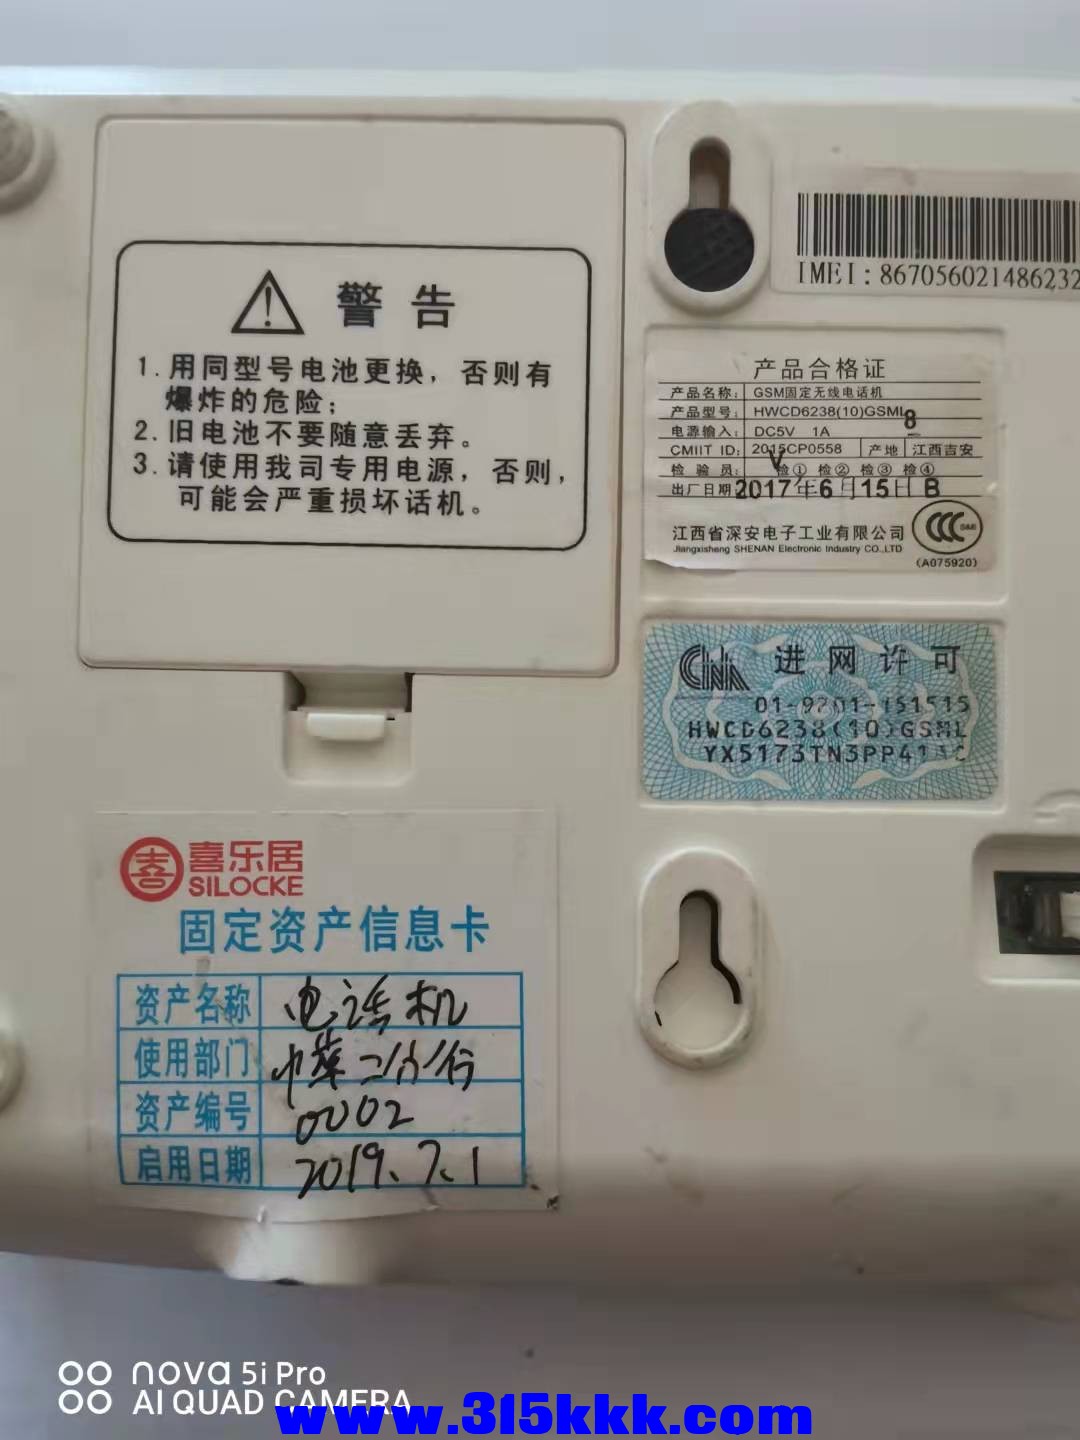 警告
1.用同型号电池更换，否则有
爆炸的危险；
2.旧电池不要随意丢弃。
3.请使用我司专用电源，否则，
可能会严重损坏话机。
IMEI:867056021486232
产品合格证
产品名称：GSM固定无线电话机
产品型号：HWCD6238(10)GSML
8
电源输入：DC5V 1A
CMIIT ID：2015CP0558 产地 江西吉安
检验员： 检① 检② 检③ 检④
V
出厂日期： 2017年6月15日 B
江西省深安电子工业有限公司
Jiangxisheng SHENAN Electronic Industry CO.,LTD
CCC S&E
(A075920)
CNA 进网许可
HWCD6238(10)GSML
喜乐居
SILOCKE
固定资产信息卡
资产名称 电话机
使用部门 二分行
资产编号 0002
启用日期 2019.7.1
nova 5i Pro
AI QUAD CAMERA
www.315kkk.com